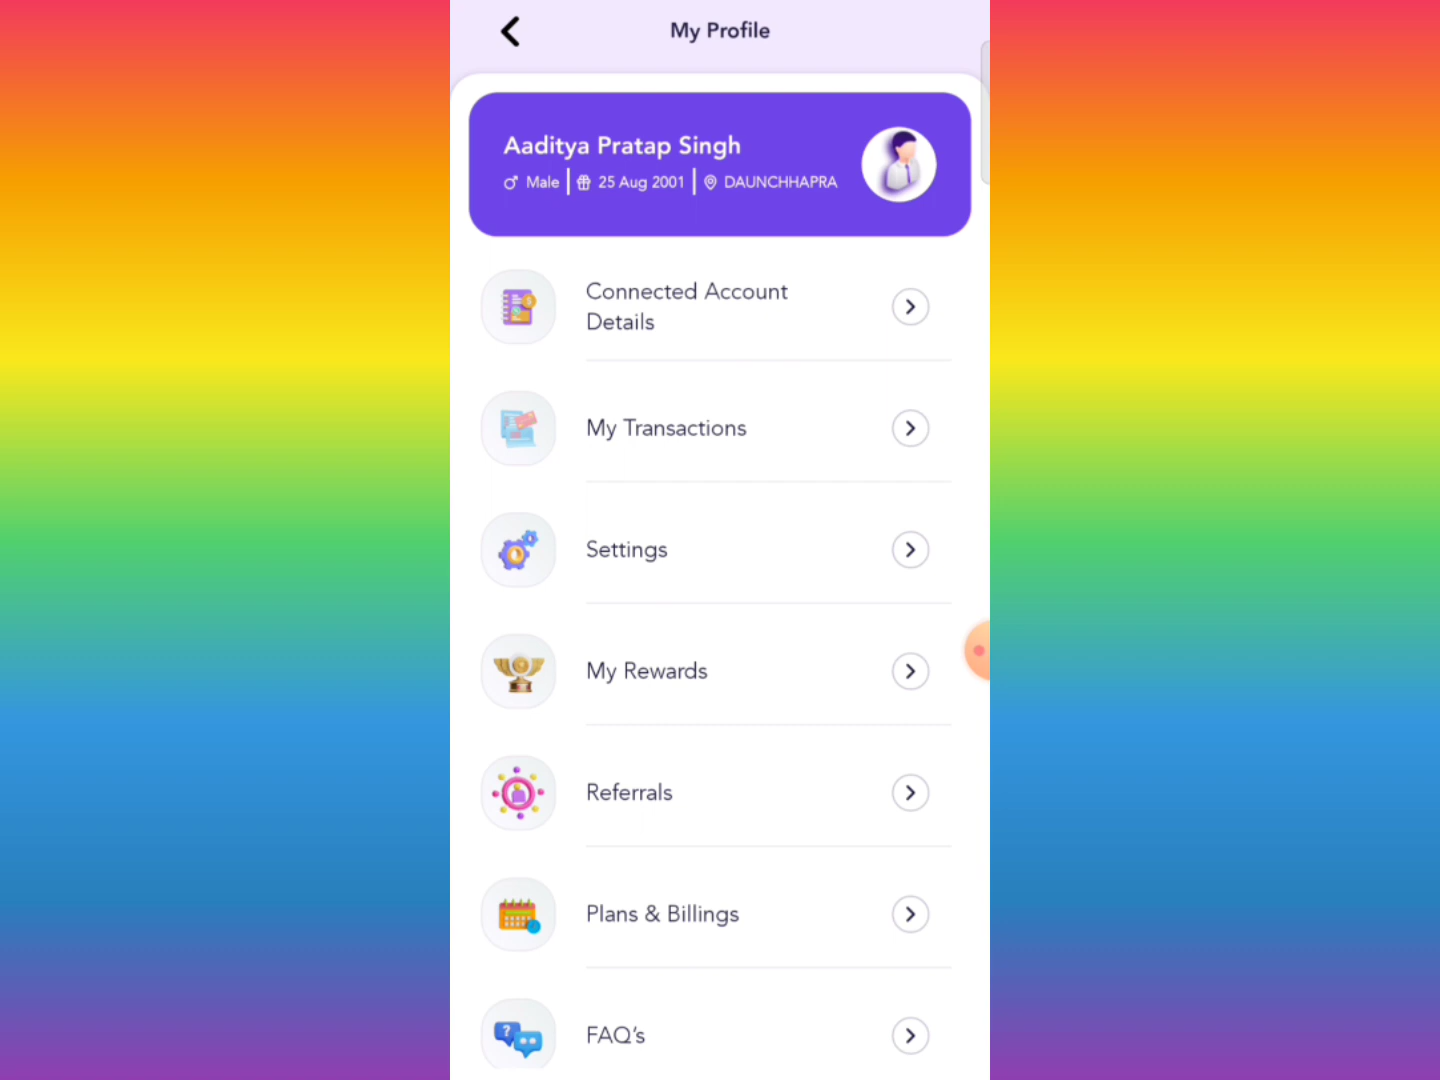 My Profile
Aaditya Pratap Singh
Male 25 Aug 2001 DAUNCHHAPRA
Connected Account
Details
My Transactions
Settings
My Rewards
Referrals
Plans & Billings
FAQ's